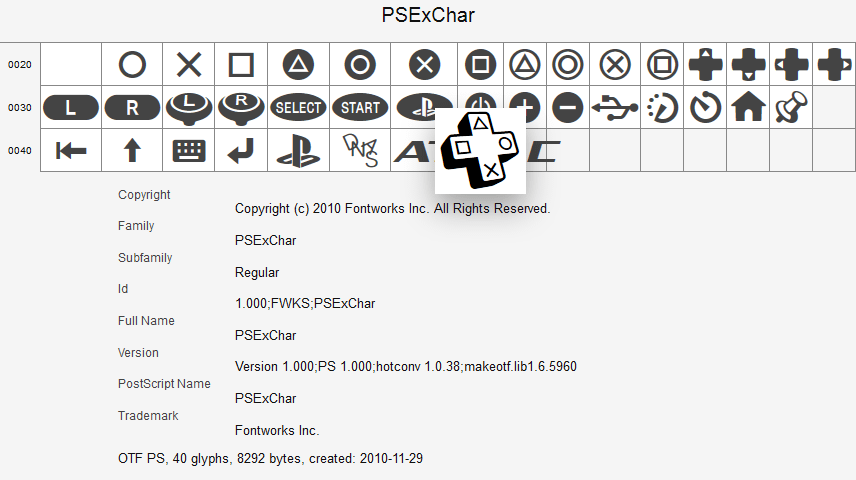 PSExChar
0020
0030
L R L R SELECT START
0040
DNAS
Copyright
Copyright (c) 2010 Fontworks Inc. All Rights Reserved.
Family
PSExChar
Subfamily
Regular
Id
1.000;FWKS;PSExChar
Full Name
PSExChar
Version
Version 1.000;PS 1.000;hotconv 1.0.38;makeotf.lib1.6.5960
PostScript Name
PSExChar
Trademark
Fontworks Inc.
OTF PS, 40 glyphs, 8292 bytes, created: 2010-11-29